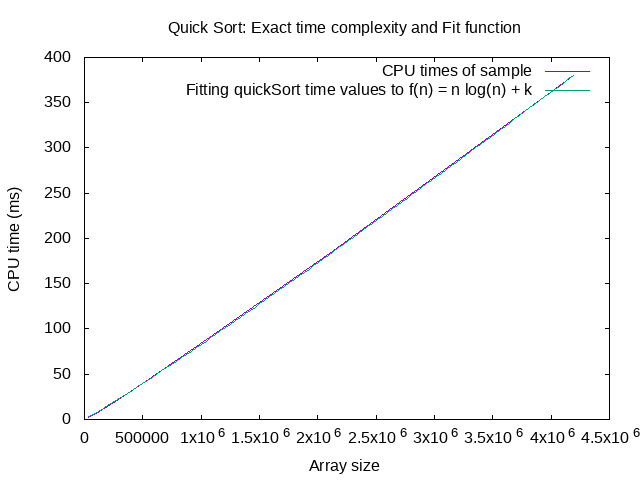 Quick Sort: Exact time complexity and Fit function
400
350
300
250
200
150
100
50
0
CPU time (ms)
CPU times of sample
Fitting quickSort time values to f(n) = n log(n) + k
0 500000 1x10^6 1.5x10^6 2x10^6 2.5x10^6 3x10^6 3.5x10^6 4x10^6 4.5x10^6
Array size